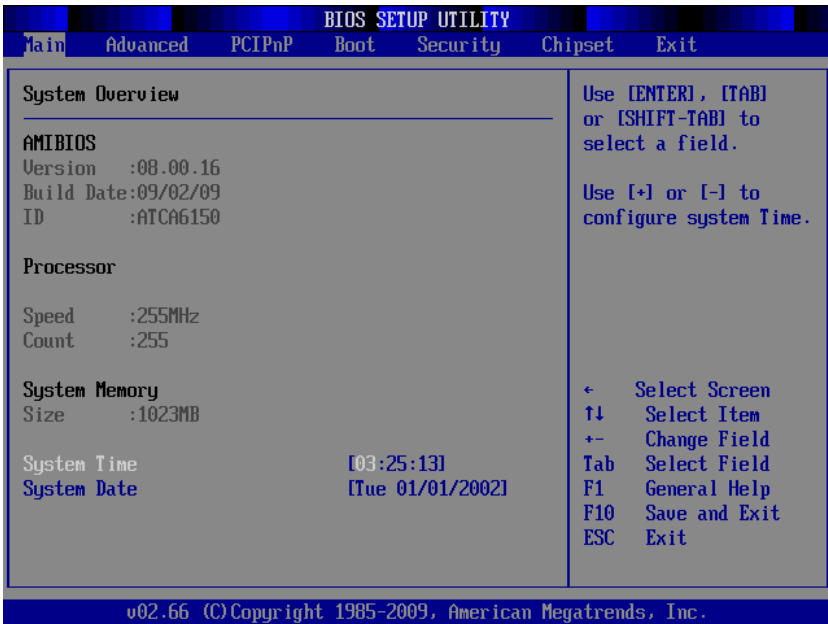 BIOS SETUP UTILITY
Main Advanced PCIPnP Boot Security Chipset Exit
System Overview
AMIBIOS
Version :08.00.16
Build Date:09/02/09
ID :ATCA6150
Processor
Speed :255MHz
Count :255
System Memory
Size :1023MB
System Time [03:25:13]
System Date [Tue 01/01/2002]
Use [ENTER], [TAB]
or [SHIFT-TAB] to
select a field.
Use [+] or [-] to
configure system Time.
← Select Screen
↑↓ Select Item
+- Change Field
Tab Select Field
F1 General Help
F10 Save and Exit
ESC Exit
v02.66 (C)Copyright 1985-2009, American Megatrends, Inc.